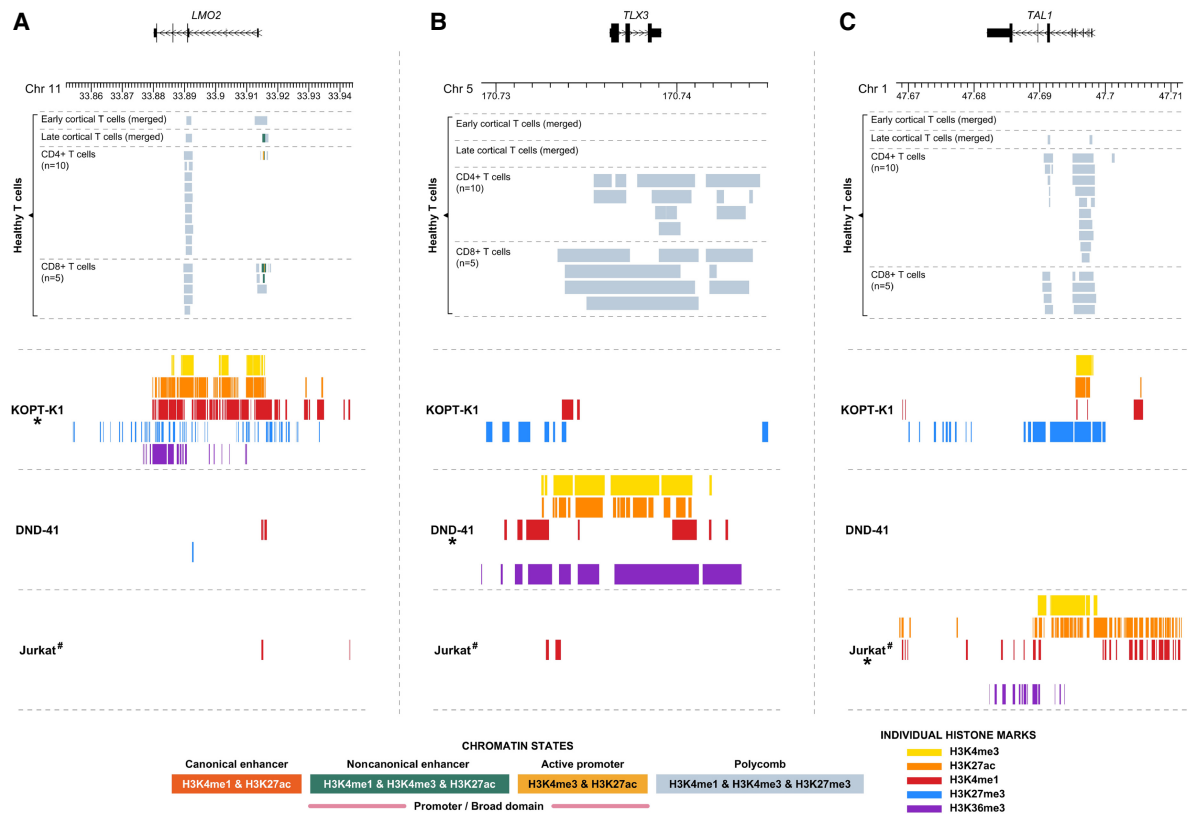 A
LMO2
Chr 11
33.86 33.87 33.88 33.89 33.90 33.91 33.92 33.93 33.94
Healthy T cells
Early cortical T cells (merged)
Late cortical T cells (merged)
CD4+ T cells
(n=10)
CD8+ T cells
(n=5)
KOPT-K1
*
DND-41
Jurkat#
B
TLX3
Chr 5
170.73 170.74
Healthy T cells
Early cortical T cells (merged)
Late cortical T cells (merged)
CD4+ T cells
(n=10)
CD8+ T cells
(n=5)
KOPT-K1
DND-41
*
Jurkat#
C
TAL1
Chr 1
47.67 47.68 47.69 47.7 47.71
Healthy T cells
Early cortical T cells (merged)
Late cortical T cells (merged)
CD4+ T cells
(n=10)
CD8+ T cells
(n=5)
KOPT-K1
DND-41
Jurkat#
*
CHROMATIN STATES
Canonical enhancer Noncanonical enhancer Active promoter Polycomb
H3K4me1 & H3K27ac H3K4me1 & H3K4me3 & H3K27ac H3K4me3 & H3K27ac H3K4me1 & H3K4me3 & H3K27me3
Promoter / Broad domain
INDIVIDUAL HISTONE MARKS
H3K4me3
H3K27ac
H3K4me1
H3K27me3
H3K36me3